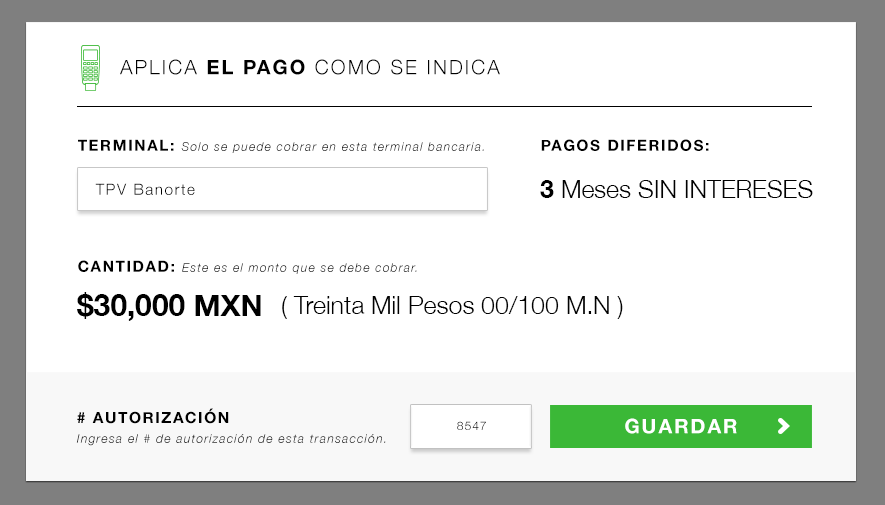 APLICA EL PAGO COMO SE INDICA
TERMINAL: Solo se puede cobrar en esta terminal bancaria.
TPV Banorte
PAGOS DIFERIDOS:
3 Meses SIN INTERESES
CANTIDAD: Este es el monto que se debe cobrar.
$30,000 MXN ( Treinta Mil Pesos 00/100 M.N )
# AUTORIZACIÓN
Ingresa el # de autorización de esta transacción.
8547
GUARDAR